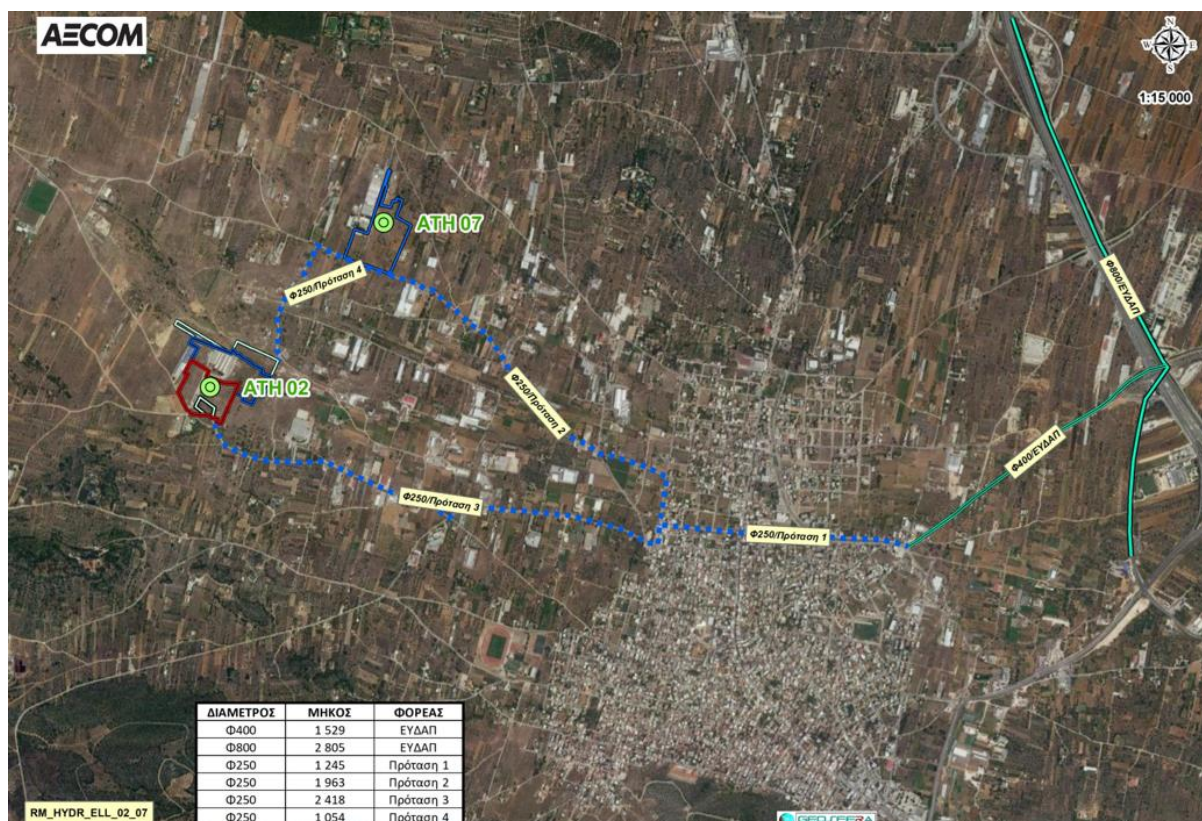 AECOM
1:15 000
ATH 07
Φ800/ΕΥΔΑΠ
Φ250/Πρόταση 4
ATH 02
Φ250/Πρόταση 2
Φ400/ΕΥΔΑΠ
Φ250/Πρόταση 3
Φ250/Πρόταση 1
ΔΙΑΜΕΤΡΟΣ ΜΗΚΟΣ ΦΟΡΕΑΣ
Φ400 1 529 ΕΥΔΑΠ
Φ800 2 805 ΕΥΔΑΠ
Φ250 1 245 Πρόταση 1
Φ250 1 963 Πρόταση 2
Φ250 2 418 Πρόταση 3
Φ250 1 054 Πρόταση 4
RM_HYDR_ELL_02_07